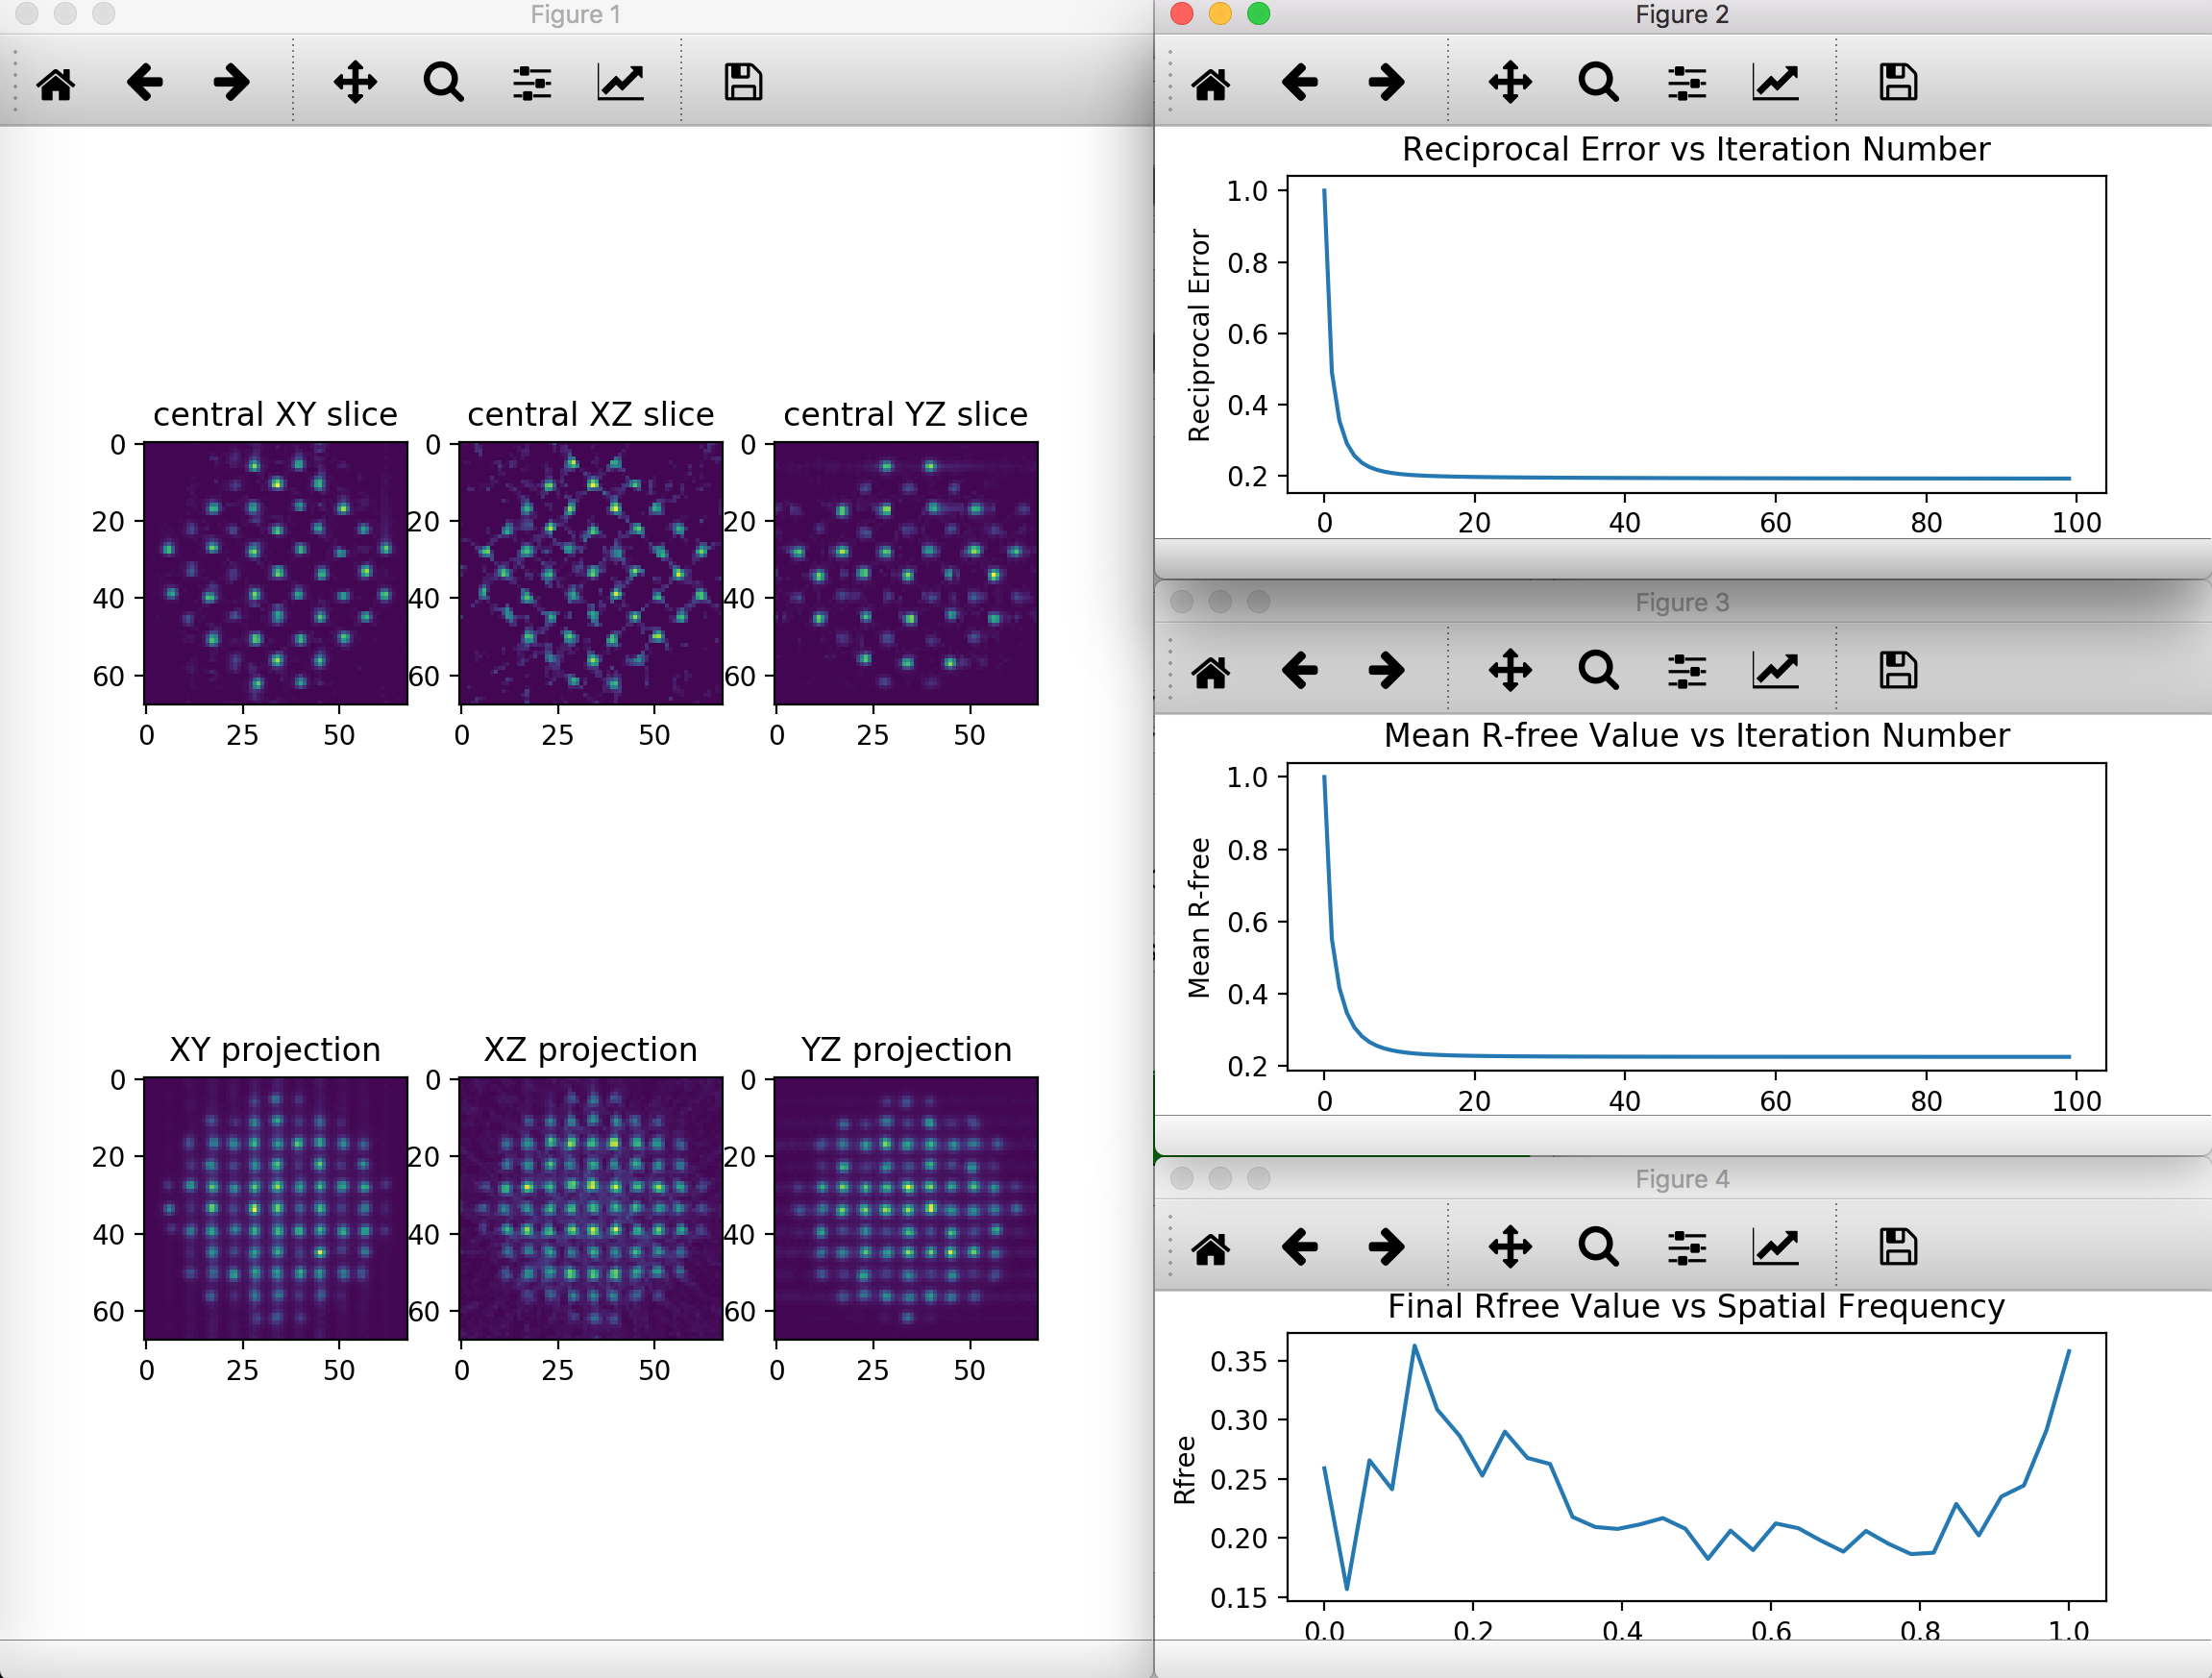 Figure 1
central XY slice central XZ slice central YZ slice
0 0 0
20 20 20
40 40 40
60 60 60
0 25 50 0 25 50 0 25 50
XY projection XZ projection YZ projection
0 0 0
20 20 20
40 40 40
60 60 60
0 25 50 0 25 50 0 25 50
Figure 2
Reciprocal Error vs Iteration Number
Reciprocal Error
1.0
0.8
0.6
0.4
0.2
0 20 40 60 80 100
Figure 3
Mean R-free Value vs Iteration Number
Mean R-free
1.0
0.8
0.6
0.4
0.2
0 20 40 60 80 100
Figure 4
Final Rfree Value vs Spatial Frequency
Rfree
0.35
0.30
0.25
0.20
0.15
0.0 0.2 0.4 0.6 0.8 1.0